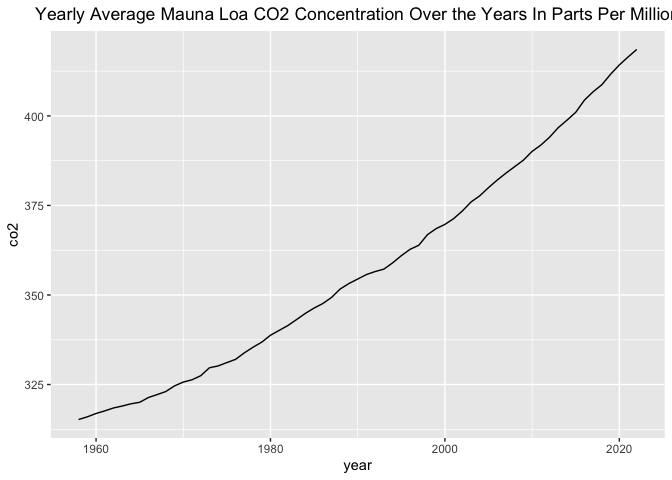 Yearly Average Mauna Loa CO2 Concentration Over the Years In Parts Per Million
400
375
350
325
co2
1960 1980 2000 2020
year